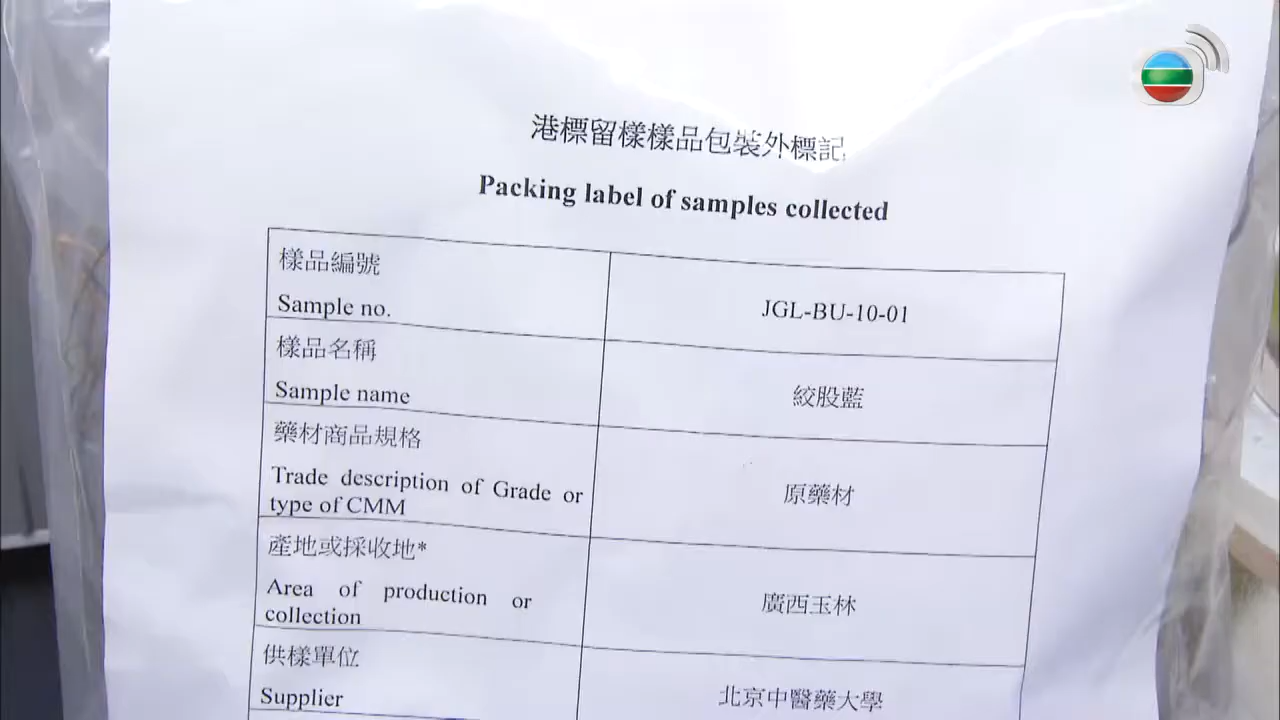 港標留樣樣品包裝外標記
Packing label of samples collected
樣品編號
Sample no.
JGL-BU-10-01
樣品名稱
Sample name
絞股藍
藥材商品規格
Trade description of Grade or
type of CMM
原藥材
產地或採收地*
Area of production or
collection
廣西玉林
供樣單位
Supplier
北京中醫藥大學